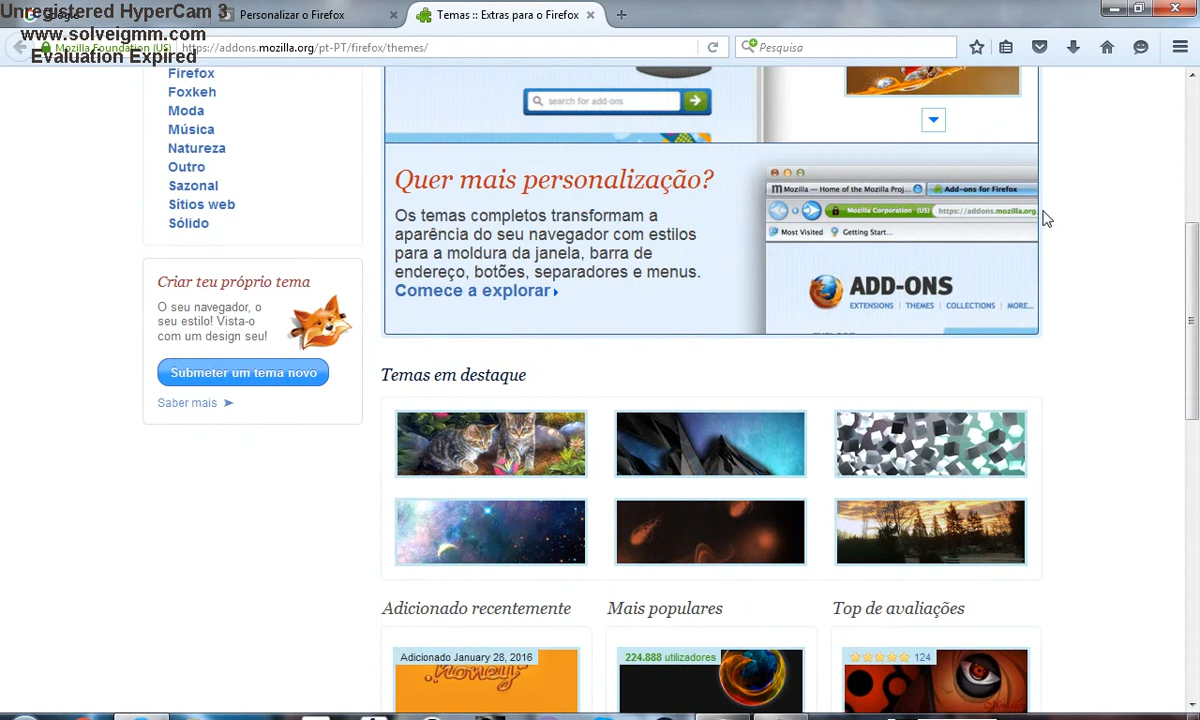 Unregistered HyperCam 3
www.solveigmm.com
Evaluation Expired
Personalizar o Firefox
Temas :: Extras para o Firefox
Mozilla Foundation (US)
https://addons.mozilla.org/pt-PT/firefox/themes/
Pesquisa
Firefox
Foxkeh
Moda
Música
Natureza
Outro
Sazonal
Sítios web
Sólido
Criar teu próprio tema
O seu navegador, o
seu estilo! Vista-o
com um design seu!
Submeter um tema novo
Saber mais
search for add-ons
Quer mais personalização?
Os temas completos transformam a
aparência do seu navegador com estilos
para a moldura da janela, barra de
endereço, botões, separadores e menus.
Comece a explorar
Mozilla — Home of the Mozilla Proj...
Add-ons for Firefox
Mozilla Corporation (US)
https://addons.mozilla.org
Most Visited
Getting Start...
ADD-ONS
EXTENSIONS | THEMES | COLLECTIONS | MORE...
Temas em destaque
Adicionado recentemente
Mais populares
Top de avaliações
Adicionado January 28, 2016
224.888 utilizadores
124